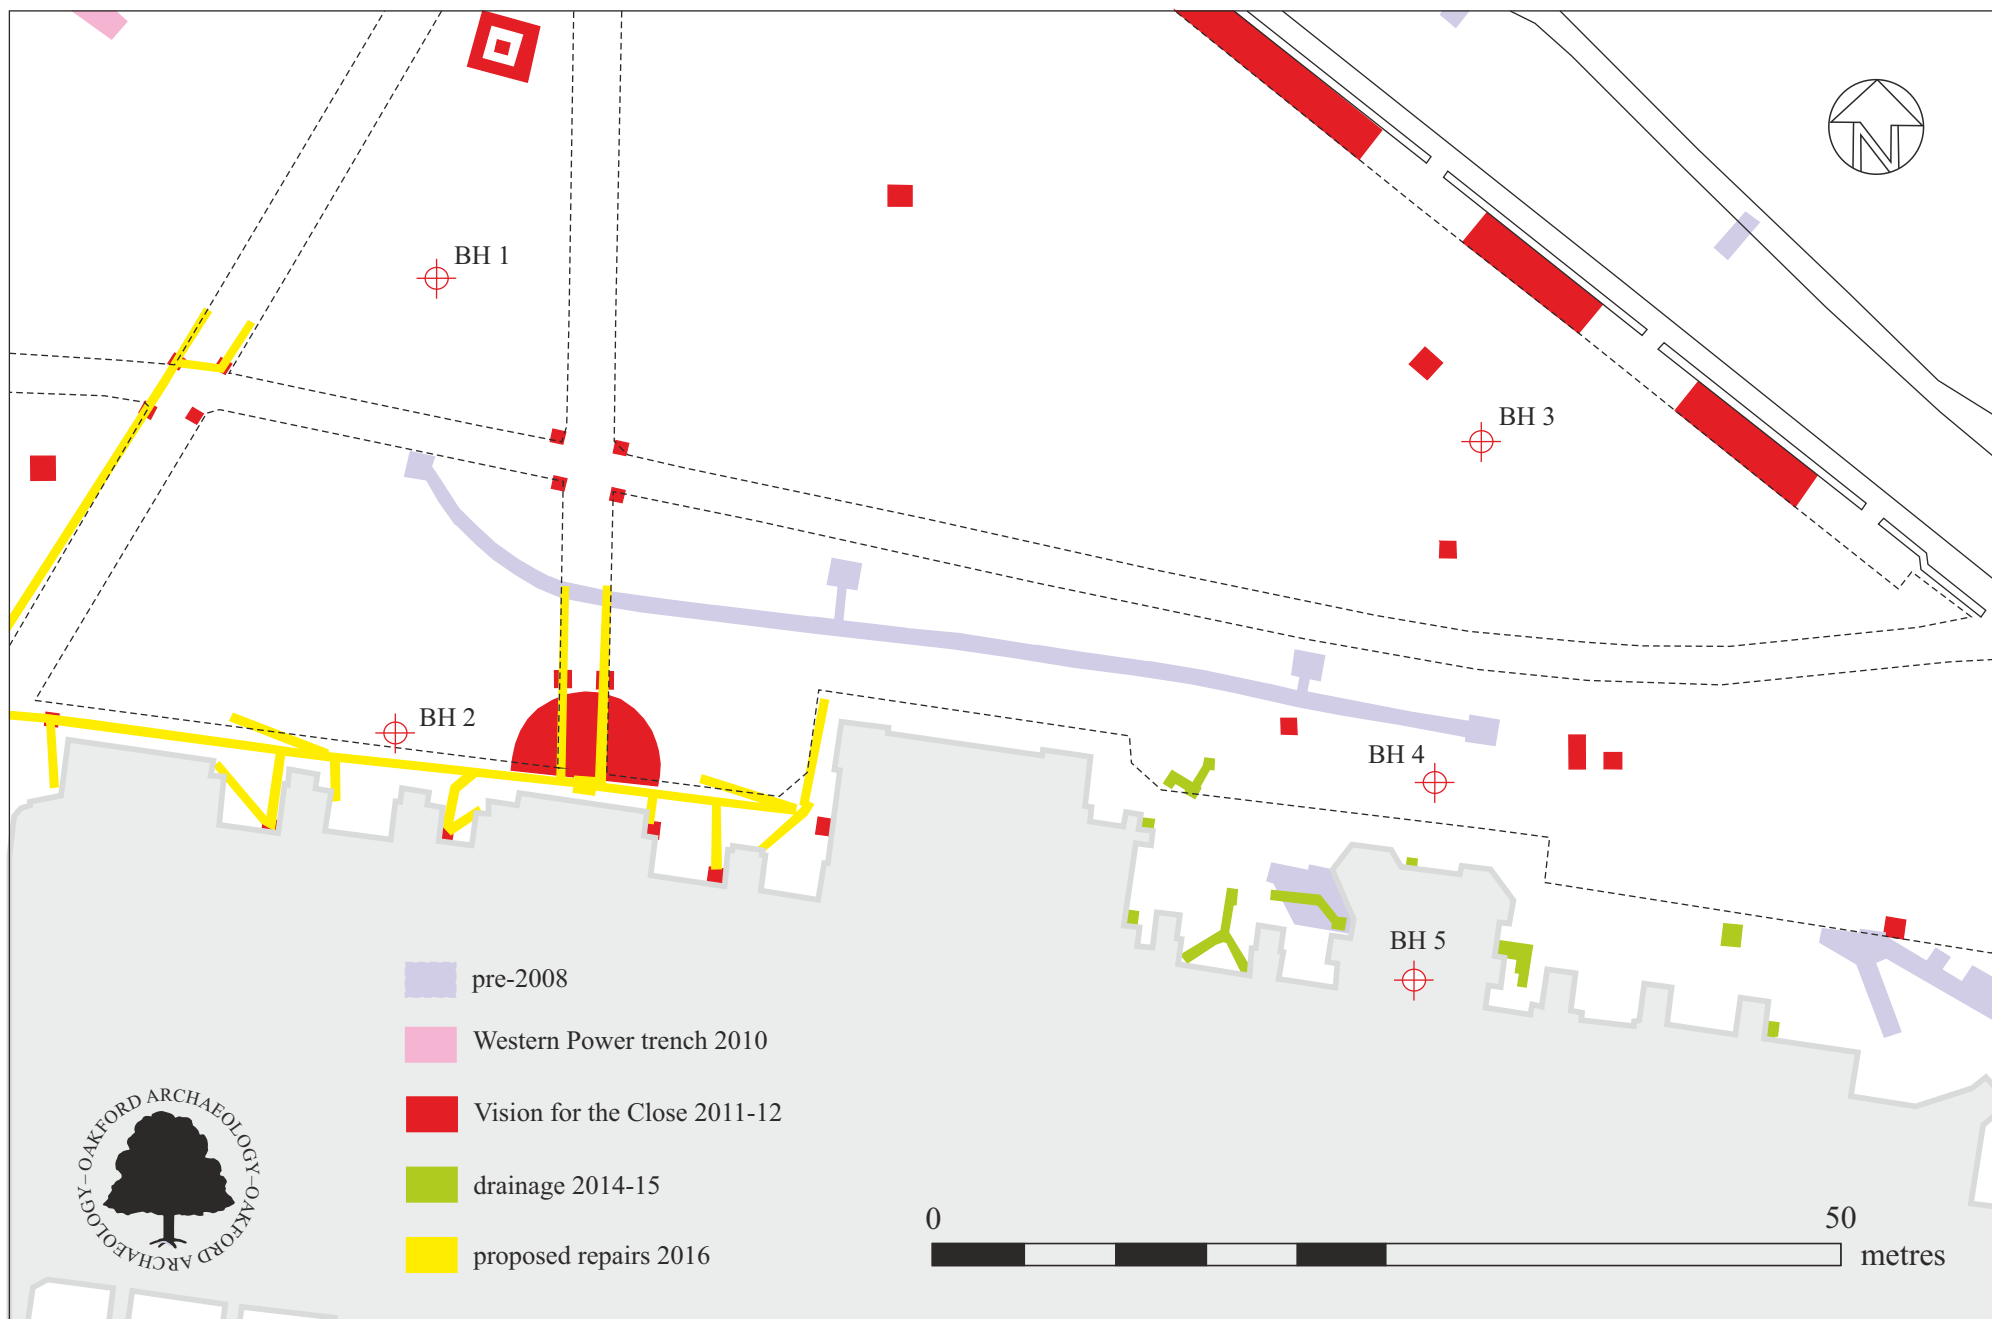 N
BH 1
BH 3
BH 2
BH 4
BH 5
pre-2008
Western Power trench 2010
Vision for the Close 2011-12
drainage 2014-15
proposed repairs 2016
OAKFORD ARCHAEOLOGY – OAKFORD ARCHAEOLOGY –
0
50
metres